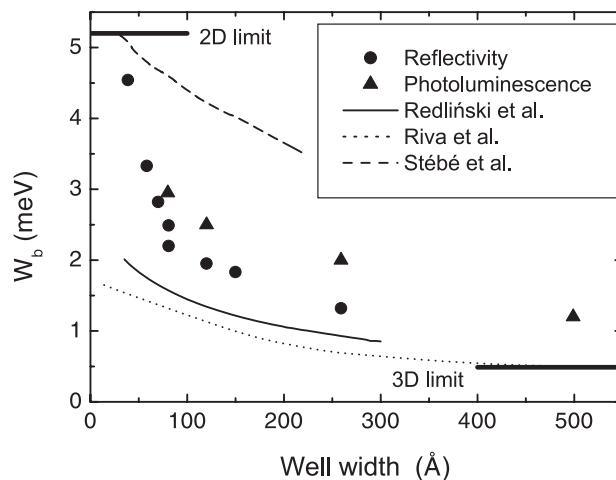 2D limit
Reflectivity
Photoluminescence
Redliński et al.
Riva et al.
Stébé et al.
W_b (meV)
5
4
3
2
1
0
3D limit
0 100 200 300 400 500
Well width (Å)